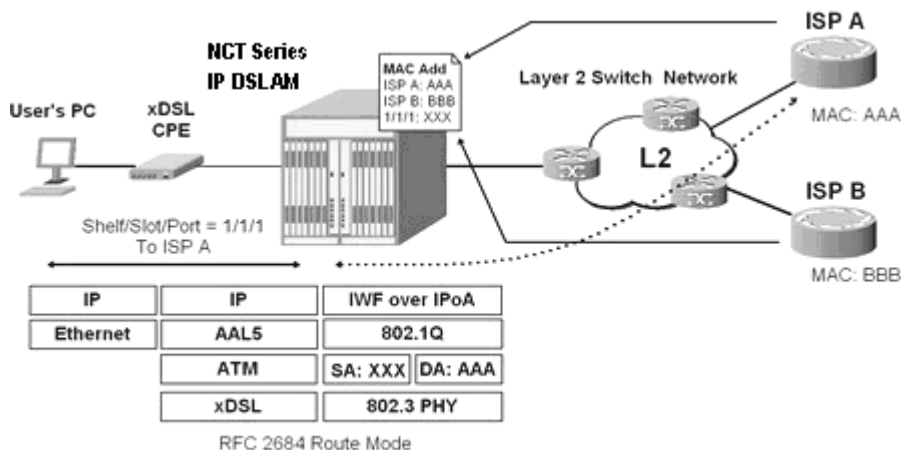 ISP A
NCT Series
IP DSLAM
MAC Add
ISP A: AAA
ISP B: BBB
1/1/1: XXX
Layer 2 Switch Network
User's PC
xDSL
CPE
MAC: AAA
L2
ISP B
Shelf/Slot/Port = 1/1/1
To ISP A
MAC: BBB
IP
IP
IWF over IPoA
Ethernet
AAL5
802.1Q
ATM
SA: XXX
DA: AAA
xDSL
802.3 PHY
RFC 2684 Route Mode